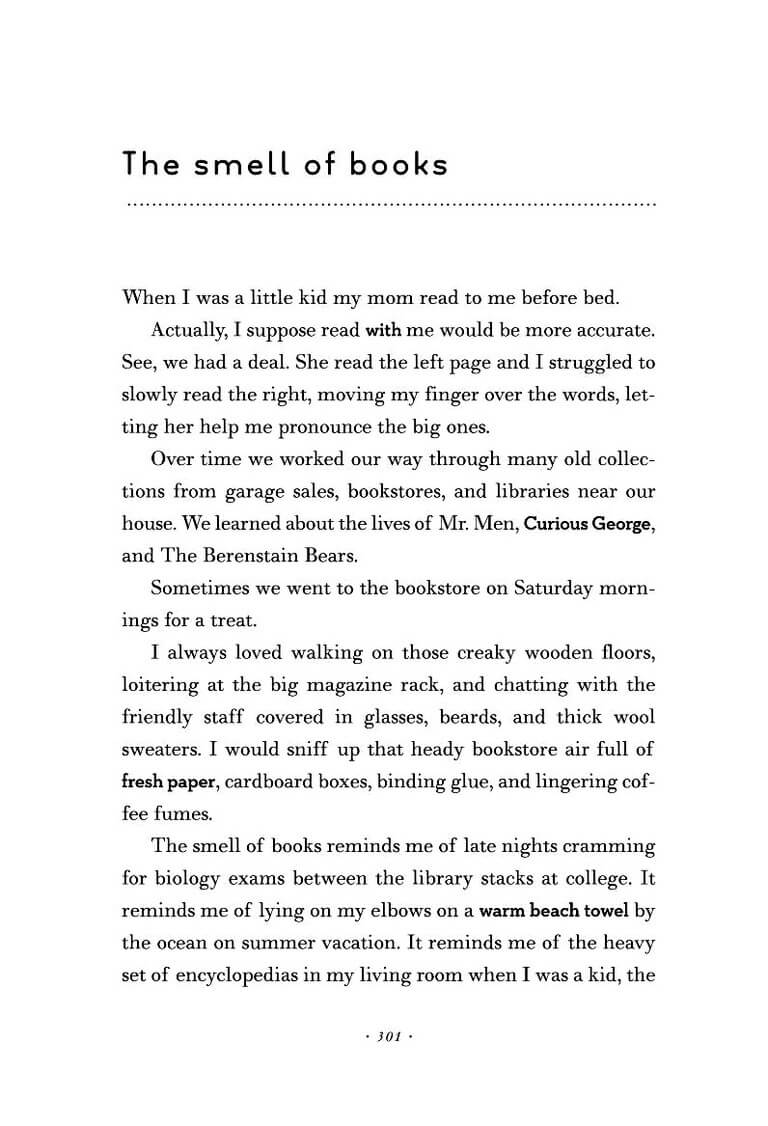 The smell of books
When I was a little kid my mom read to me before bed.
Actually, I suppose read with me would be more accurate.
See, we had a deal. She read the left page and I struggled to
slowly read the right, moving my finger over the words, let-
ting her help me pronounce the big ones.
Over time we worked our way through many old collec-
tions from garage sales, bookstores, and libraries near our
house. We learned about the lives of Mr. Men, Curious George,
and The Berenstain Bears.
Sometimes we went to the bookstore on Saturday morn-
ings for a treat.
I always loved walking on those creaky wooden floors,
loitering at the big magazine rack, and chatting with the
friendly staff covered in glasses, beards, and thick wool
sweaters. I would sniff up that heady bookstore air full of
fresh paper, cardboard boxes, binding glue, and lingering cof-
fee fumes.
The smell of books reminds me of late nights cramming
for biology exams between the library stacks at college. It
reminds me of lying on my elbows on a warm beach towel by
the ocean on summer vacation. It reminds me of the heavy
set of encyclopedias in my living room when I was a kid, the
· 301 ·